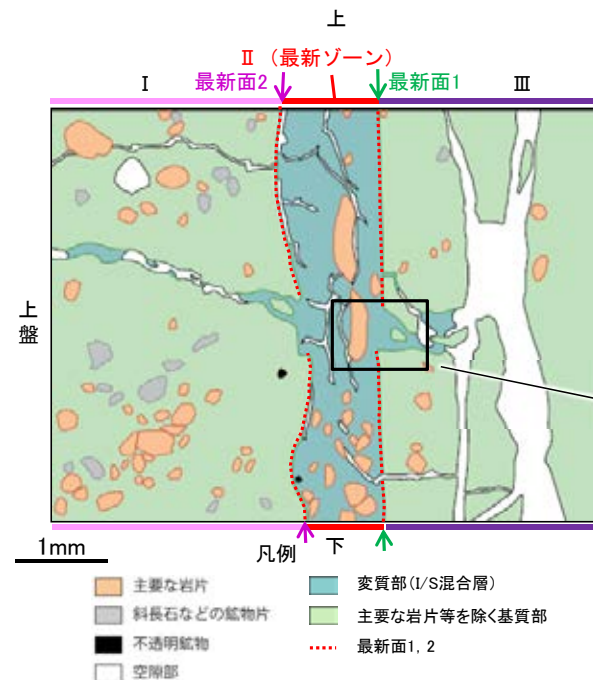 上
Ⅱ（最新ゾーン）
Ⅰ 最新面2 最新面1 Ⅲ
上盤
1mm
凡例 下
主要な岩片
斜長石などの鉱物片
不透明鉱物
空隙部
変質部(I/S混合層)
主要な岩片等を除く基質部
最新面1, 2